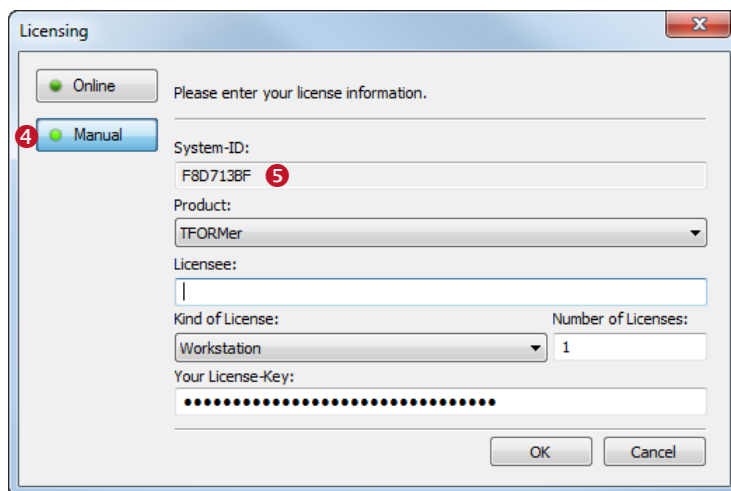 Licensing
Online
Please enter your license information.
4 Manual
System-ID:
F8D713BF 5
Product:
TFORMer
Licensee:
Kind of License: Number of Licenses:
Workstation 1
Your License-Key:
••••••••••••••••••••••••••••••••
OK Cancel